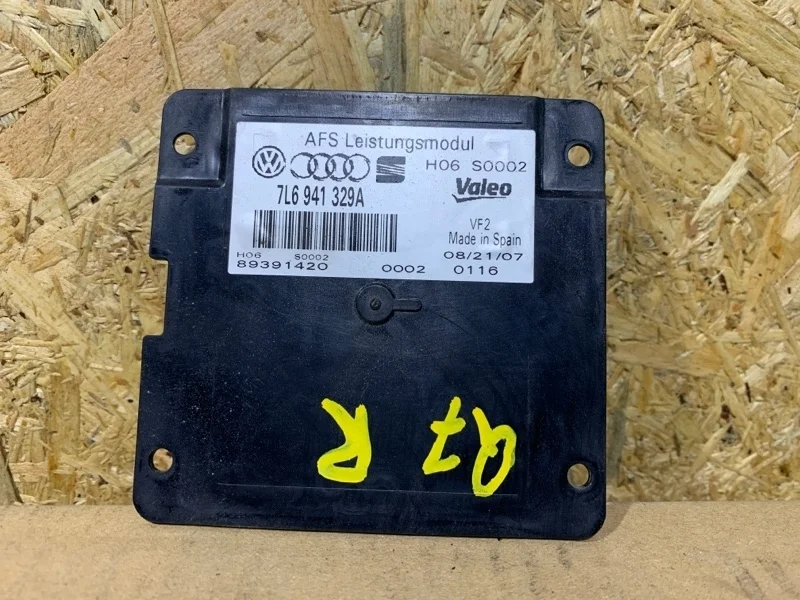 AFS Leistungsmodul
H06 S0002
7L6 941 329A
Valeo
VF2
Made in Spain
H06 S0002
08/21/07
89391420 0002 0116
Q7
R